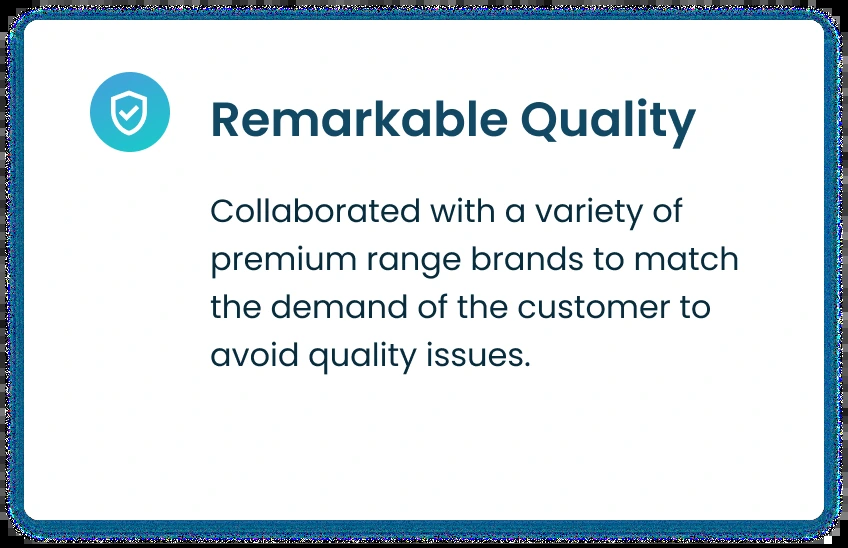 Remarkable Quality
Collaborated with a variety of
premium range brands to match
the demand of the customer to
avoid quality issues.